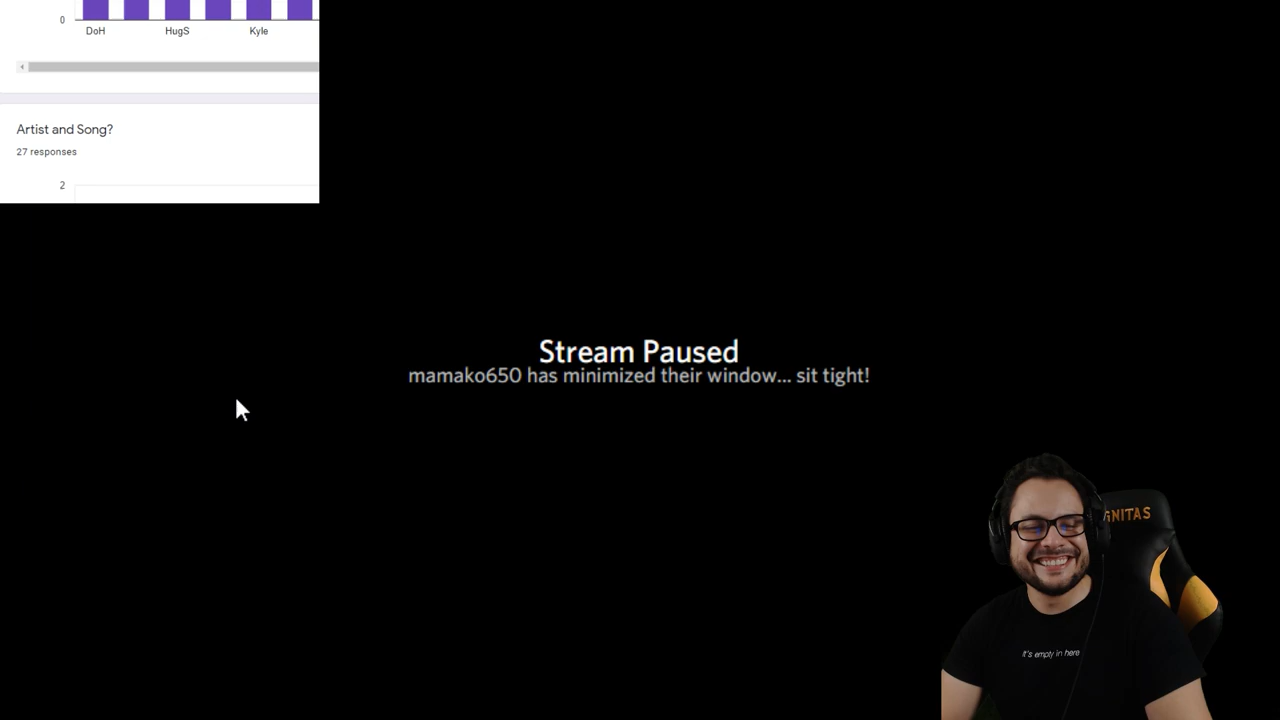 0
DoH HugS Kyle
Artist and Song?
27 responses
2
Stream Paused
mamako650 has minimized their window... sit tight!
GNITAS
it's empty in here